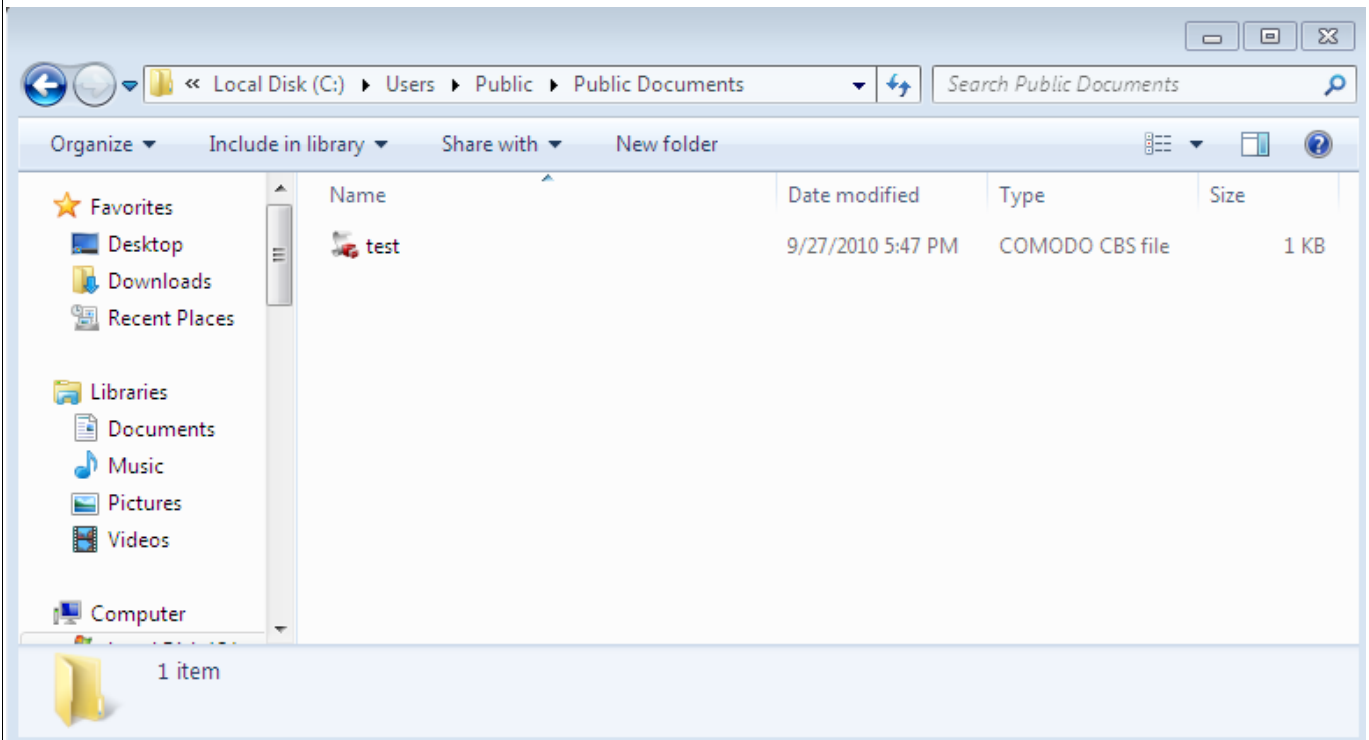 « Local Disk (C:) Users Public Public Documents Search Public Documents
Organize Include in library Share with New folder
Name Date modified Type Size
test 9/27/2010 5:47 PM COMODO CBS file 1 KB
Favorites
Desktop
Downloads
Recent Places
Libraries
Documents
Music
Pictures
Videos
Computer
1 item